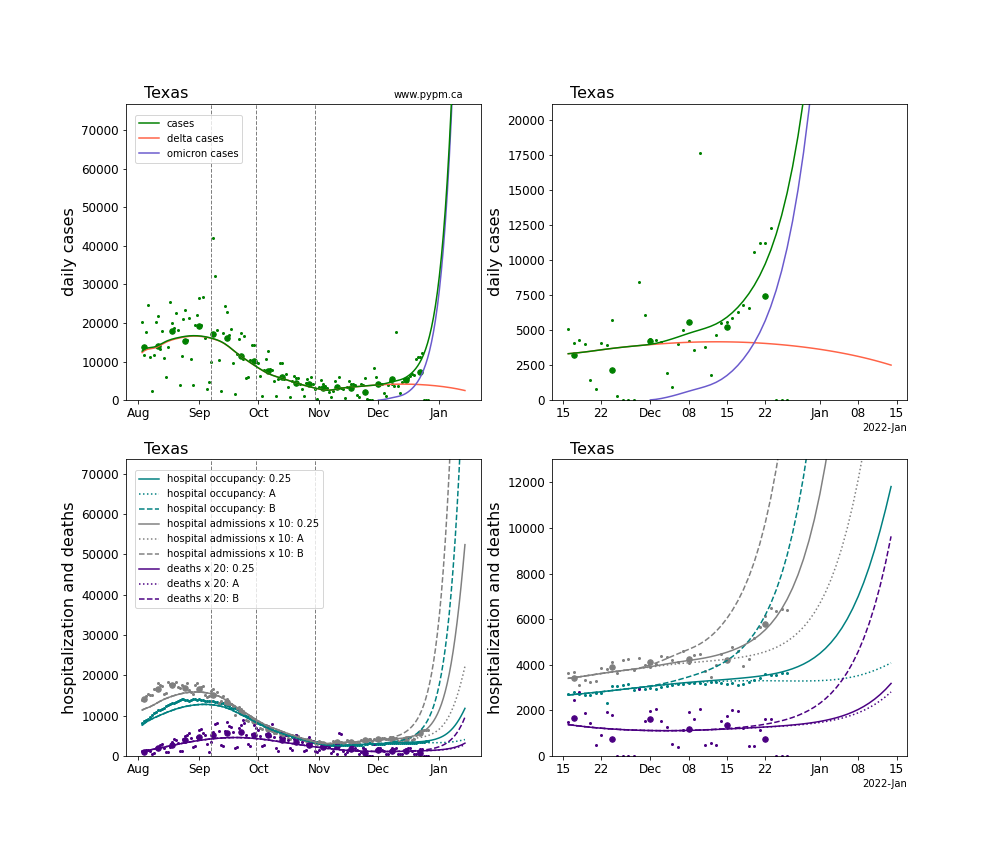 Texas
www.pypm.ca
daily cases
70000
60000
50000
40000
30000
20000
10000
0
cases
delta cases
omicron cases
Aug Sep Oct Nov Dec Jan
Texas
daily cases
20000
17500
15000
12500
10000
7500
5000
2500
0
15 22 Dec 08 15 22 Jan 08 15
2022-Jan
Texas
hospitalization and deaths
70000
60000
50000
40000
30000
20000
10000
0
hospital occupancy: 0.25
hospital occupancy: A
hospital occupancy: B
hospital admissions x 10: 0.25
hospital admissions x 10: A
hospital admissions x 10: B
deaths x 20: 0.25
deaths x 20: A
deaths x 20: B
Aug Sep Oct Nov Dec Jan
Texas
hospitalization and deaths
12000
10000
8000
6000
4000
2000
0
15 22 Dec 08 15 22 Jan 08 15
2022-Jan